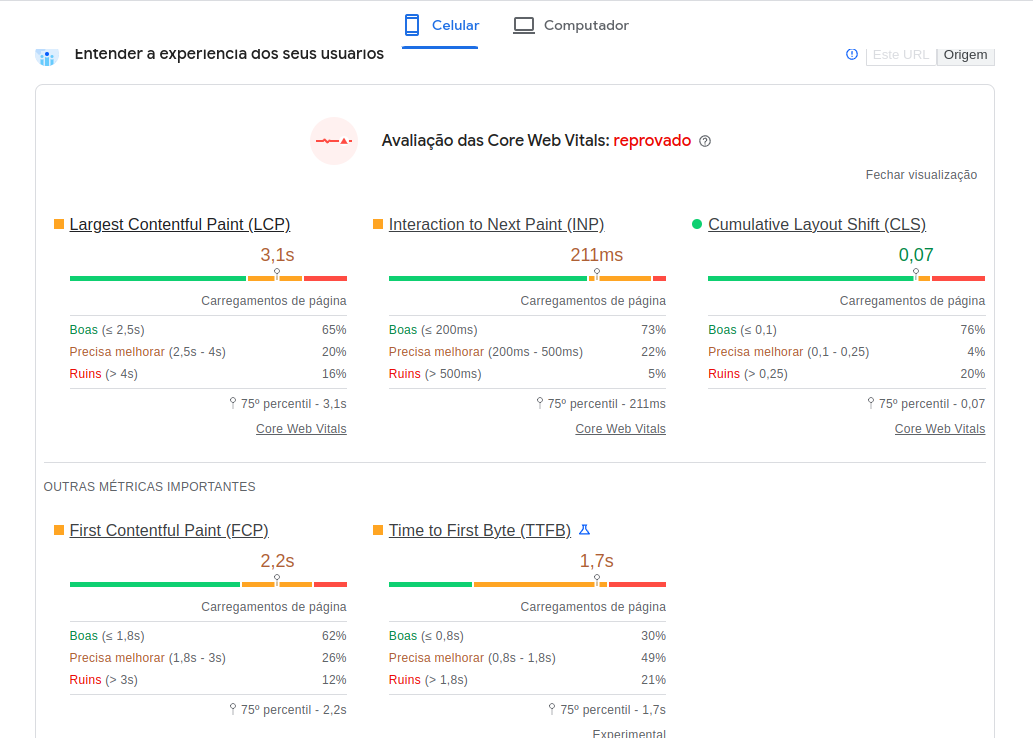 Celular
Computador
Entender a experiência dos seus usuários
Este URL
Origem
Avaliação das Core Web Vitals: reprovado
Fechar visualização
Largest Contentful Paint (LCP)
3,1s
Carregamentos de página
Boas (≤ 2,5s) 65%
Precisa melhorar (2,5s - 4s) 20%
Ruins (> 4s) 16%
75º percentil - 3,1s
Core Web Vitals
Interaction to Next Paint (INP)
211ms
Carregamentos de página
Boas (≤ 200ms) 73%
Precisa melhorar (200ms - 500ms) 22%
Ruins (> 500ms) 5%
75º percentil - 211ms
Core Web Vitals
Cumulative Layout Shift (CLS)
0,07
Carregamentos de página
Boas (≤ 0,1) 76%
Precisa melhorar (0,1 - 0,25) 4%
Ruins (> 0,25) 20%
75º percentil - 0,07
Core Web Vitals
OUTRAS MÉTRICAS IMPORTANTES
First Contentful Paint (FCP)
2,2s
Carregamentos de página
Boas (≤ 1,8s) 62%
Precisa melhorar (1,8s - 3s) 26%
Ruins (> 3s) 12%
75º percentil - 2,2s
Time to First Byte (TTFB)
1,7s
Carregamentos de página
Boas (≤ 0,8s) 30%
Precisa melhorar (0,8s - 1,8s) 49%
Ruins (> 1,8s) 21%
75º percentil - 1,7s
Experimental